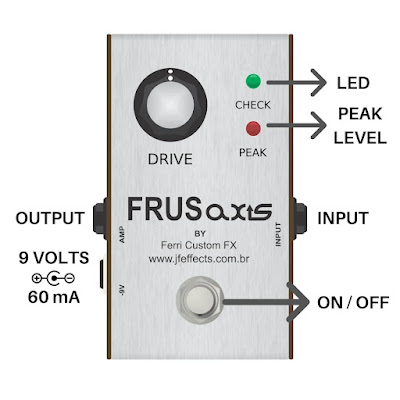 LED
CHECK
PEAK
LEVEL
PEAK
DRIVE
FRUSaxis
OUTPUT
INPUT
AMP
INPUT
BY
Ferri Custom FX
www.jfeffects.com.br
9 VOLTS
60 mA
-9V
ON / OFF